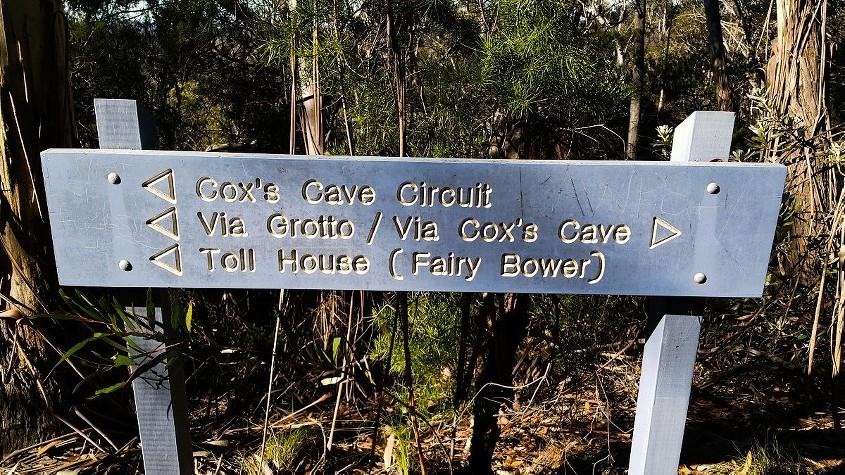 Cox's Cave Circuit
Via Grotto / Via Cox's Cave
Toll House (Fairy Bower)